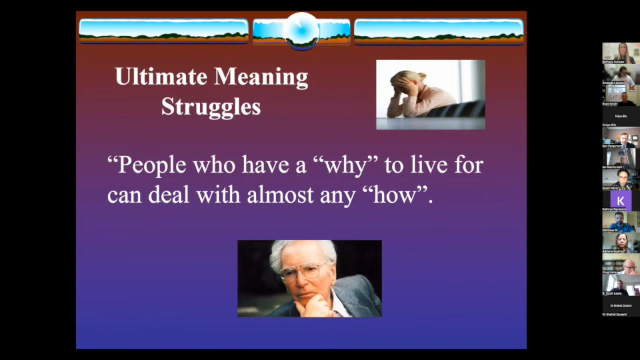 Ultimate Meaning
Struggles
“People who have a “why” to live for
can deal with almost any “how”.
K